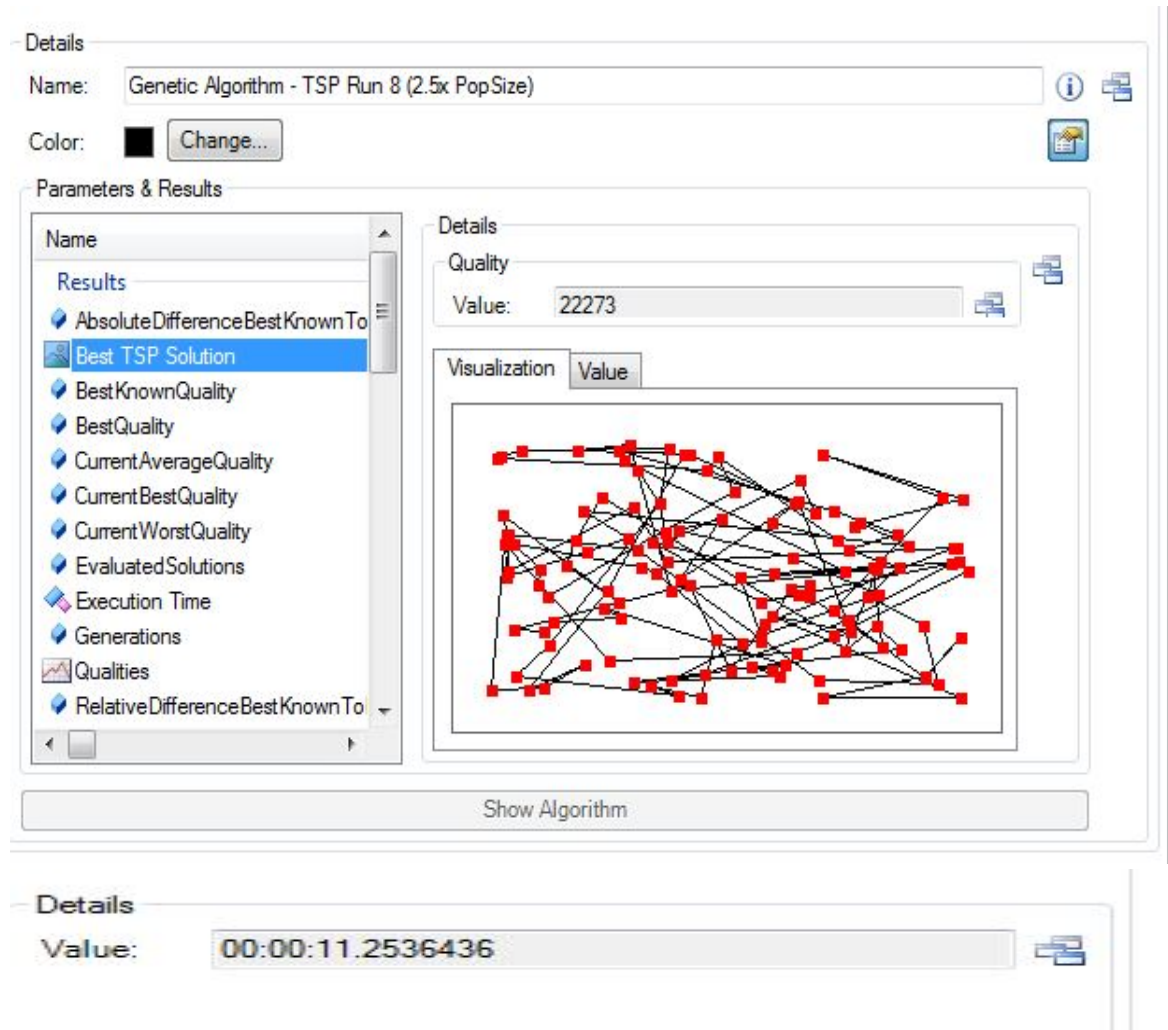 Details
Name: Genetic Algorithm - TSP Run 8 (2.5x PopSize)
Color: Change...
Parameters & Results
Name
Results
AbsoluteDifferenceBestKnownTo
Best TSP Solution
BestKnownQuality
BestQuality
CurrentAverageQuality
CurrentBestQuality
CurrentWorstQuality
EvaluatedSolutions
Execution Time
Generations
Qualities
RelativeDifferenceBestKnownTo
Details
Quality
Value: 22273
Visualization Value
Show Algorithm
Details
Value: 00:00:11.2536436